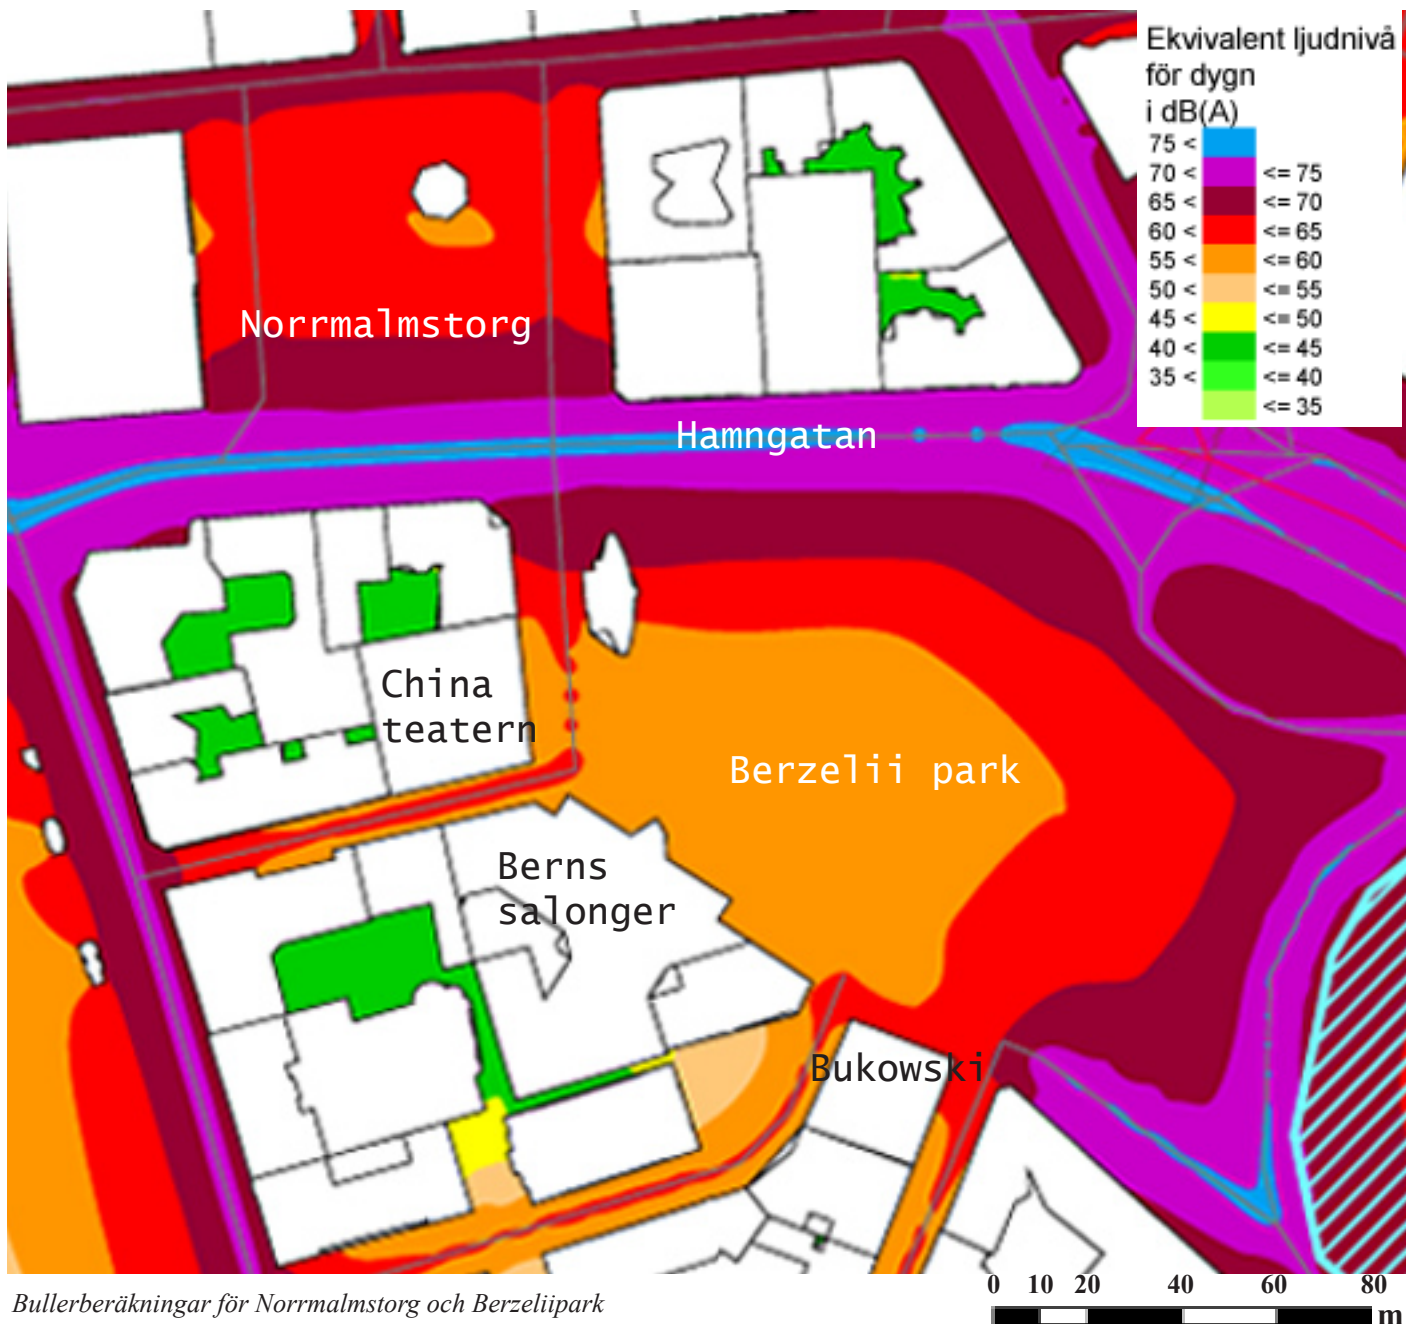 Ekvivalent ljudnivå
för dygn
i dB(A)
75 <
70 < <= 75
65 < <= 70
60 < <= 65
55 < <= 60
50 < <= 55
45 < <= 50
40 < <= 45
35 < <= 40
<= 35
Norrmalmstorg
Hamngatan
China
teatern
Berzelii park
Berns
salonger
Bukowski
Bullerberäkningar för Norrmalmstorg och Berzeliipark
0 10 20 40 60 80
m